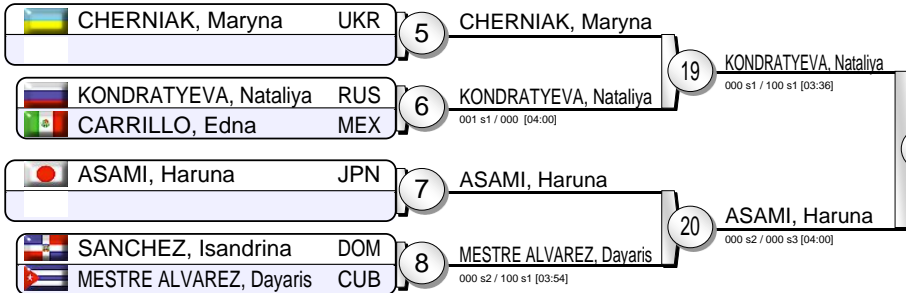 CHERNIAK, Maryna UKR
5
CHERNIAK, Maryna
19
KONDRATYEVA, Nataliya
000 s1 / 100 s1 [03:36]
KONDRATYEVA, Nataliya RUS
CARRILLO, Edna MEX
6
KONDRATYEVA, Nataliya
001 s1 / 000 [04:00]
ASAMI, Haruna JPN
7
ASAMI, Haruna
20
ASAMI, Haruna
000 s2 / 000 s3 [04:00]
SANCHEZ, Isandrina DOM
MESTRE ALVAREZ, Dayaris CUB
8
MESTRE ALVAREZ, Dayaris
000 s2 / 100 s1 [03:54]